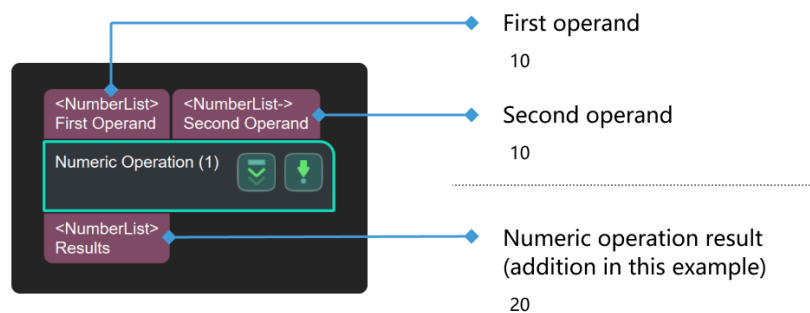 First operand
10
<NumberList>
First Operand
<NumberList->
Second Operand
Second operand
10
Numeric Operation (1)
<NumberList>
Results
Numeric operation result
(addition in this example)
20